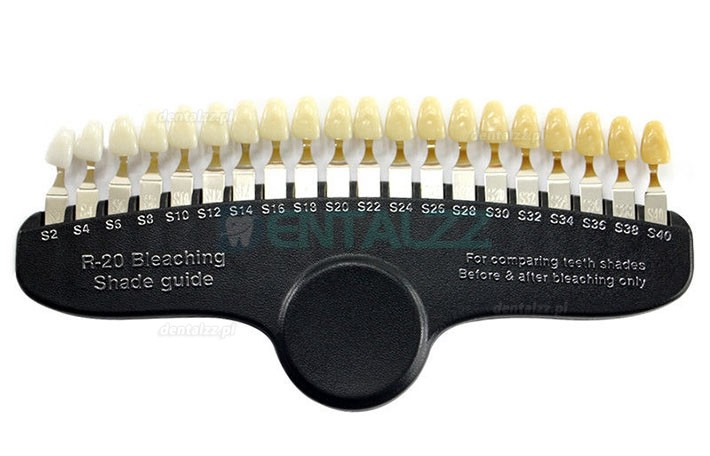 dentalzz.pl
dentalzz.pl
S2 S4 S6 S8 S10 S12 S14 S16 S18 S20 S22 S24 S26 S28 S30 S32 S34 S36 S38 S40
DENTALZZ
R-20 Bleaching
Shade guide
For comparing teeth shades
Before & after bleaching only
dentalzz.pl
dentalzz.pl